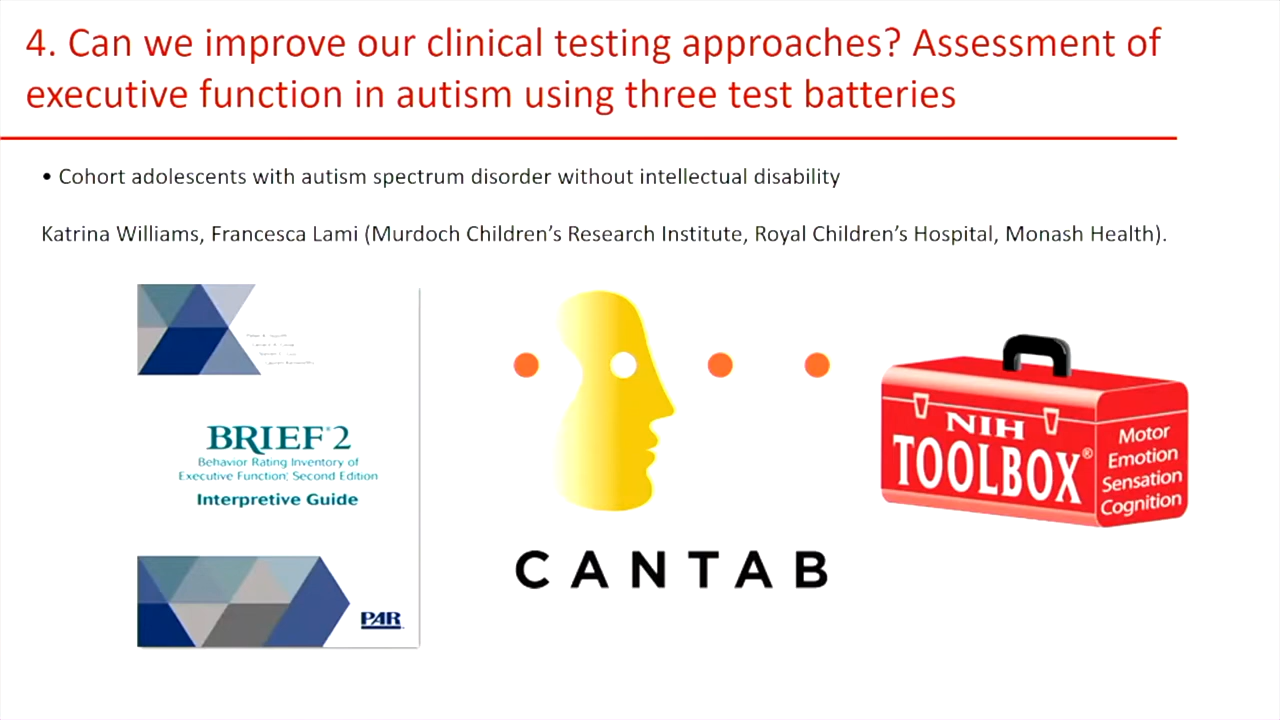 4. Can we improve our clinical testing approaches? Assessment of
executive function in autism using three test batteries
• Cohort adolescents with autism spectrum disorder without intellectual disability
Katrina Williams, Francesca Lami (Murdoch Children’s Research Institute, Royal Children’s Hospital, Monash Health).
BRIEF®2
Behavior Rating Inventory of
Executive Function, Second Edition
Interpretive Guide
PAR
CANTAB
NIH
TOOLBOX®
Motor
Emotion
Sensation
Cognition